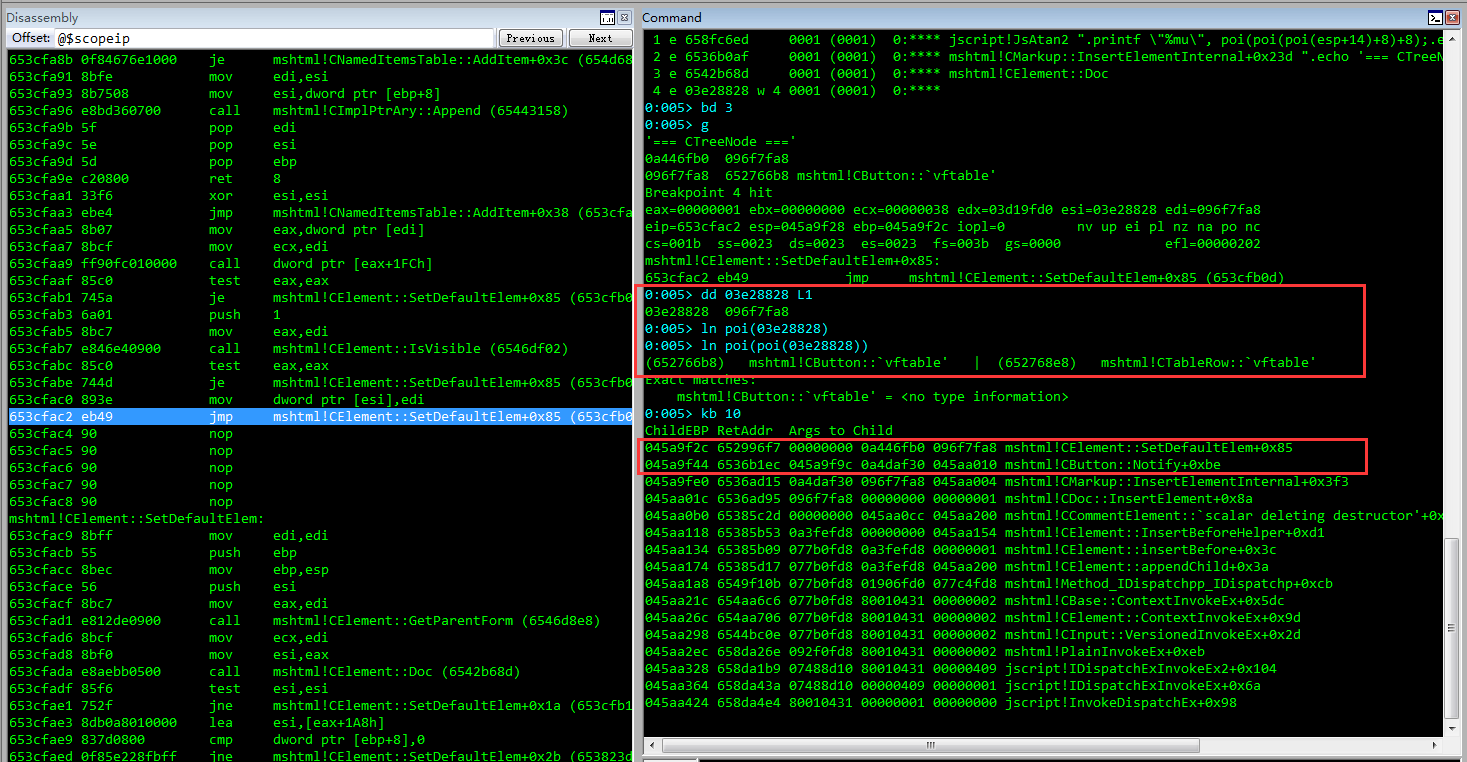 Disassembly
Offset: @$scopeip Previous Next
653cfa8b 0f84676e1000 je mshtml!CNamedItemsTable::AddItem+0x3c (654d68
653cfa91 8bfe mov edi,esi
653cfa93 8b7508 mov esi,dword ptr [ebp+8]
653cfa96 e8bd360700 call mshtml!CImplPtrAry::Append (65443158)
653cfa9b 5f pop edi
653cfa9c 5e pop esi
653cfa9d 5d pop ebp
653cfa9e c20800 ret 8
653cfaa1 33f6 xor esi,esi
653cfaa3 ebe4 jmp mshtml!CNamedItemsTable::AddItem+0x38 (653cfa
653cfaa5 8b07 mov eax,dword ptr [edi]
653cfaa7 8bcf mov ecx,edi
653cfaa9 ff90fc010000 call dword ptr [eax+1FCh]
653cfaaf 85c0 test eax,eax
653cfab1 745a je mshtml!CElement::SetDefaultElem+0x85 (653cfb0
653cfab3 6a01 push 1
653cfab5 8bc7 mov eax,edi
653cfab7 e846e40900 call mshtml!CElement::IsVisible (6546df02)
653cfabc 85c0 test eax,eax
653cfabe 744d je mshtml!CElement::SetDefaultElem+0x85 (653cfb0
653cfac0 893e mov dword ptr [esi],edi
653cfac2 eb49 jmp mshtml!CElement::SetDefaultElem+0x85 (653cfb0
653cfac4 90 nop
653cfac5 90 nop
653cfac6 90 nop
653cfac7 90 nop
653cfac8 90 nop
mshtml!CElement::SetDefaultElem:
653cfac9 8bff mov edi,edi
653cfacb 55 push ebp
653cfacc 8bec mov ebp,esp
653cface 56 push esi
653cfacf 8bc7 mov eax,edi
653cfad1 e812de0900 call mshtml!CElement::GetParentForm (6546d8e8)
653cfad6 8bcf mov ecx,edi
653cfad8 8bf0 mov esi,eax
653cfada e8aebb0500 call mshtml!CElement::Doc (6542b68d)
653cfadf 85f6 test esi,esi
653cfae1 752f jne mshtml!CElement::SetDefaultElem+0x1a (653cfb1
653cfae3 8db0a8010000 lea esi,[eax+1A8h]
653cfae9 837d0800 cmp dword ptr [ebp+8],0
653cfaed 0f85e228fbff jne mshtml!CElement::SetDefaultElem+0x2b (653823d
Command
1 e 658fc6ed 0001 (0001) 0:**** jscript!JsAtan2 ".printf \"%mu\", poi(poi(poi(esp+14)+8)+8);.e
2 e 6536b0af 0001 (0001) 0:**** mshtml!CMarkup::InsertElementInternal+0x23d ".echo '=== CTreeN
3 e 6542b68d 0001 (0001) 0:**** mshtml!CElement::Doc
4 e 03e28828 w 4 0001 (0001) 0:****
0:005> bd 3
0:005> g
'=== CTreeNode ==='
0a446fb0 096f7fa8
096f7fa8 652766b8 mshtml!CButton::`vftable'
Breakpoint 4 hit
eax=00000001 ebx=00000000 ecx=00000038 edx=03d19fd0 esi=03e28828 edi=096f7fa8
eip=653cfac2 esp=045a9f28 ebp=045a9f2c iopl=0 nv up ei pl nz na po nc
cs=001b ss=0023 ds=0023 es=0023 fs=003b gs=0000 efl=00000202
mshtml!CElement::SetDefaultElem+0x85:
653cfac2 eb49 jmp mshtml!CElement::SetDefaultElem+0x85 (653cfb0d)
0:005> dd 03e28828 L1
03e28828 096f7fa8
0:005> ln poi(03e28828)
0:005> ln poi(poi(03e28828))
(652766b8) mshtml!CButton::`vftable' | (652768e8) mshtml!CTableRow::`vftable'
Exact matches:
mshtml!CButton::`vftable' = <no type information>
0:005> kb 10
ChildEBP RetAddr Args to Child
045a9f2c 652996f7 00000000 0a446fb0 096f7fa8 mshtml!CElement::SetDefaultElem+0x85
045a9f44 6536b1ec 045a9f9c 0a4daf30 045aa010 mshtml!CButton::Notify+0xbe
045a9fe0 6536ad15 0a4daf30 096f7fa8 045aa004 mshtml!CMarkup::InsertElementInternal+0x3f3
045aa01c 6536ad95 096f7fa8 00000000 00000001 mshtml!CDoc::InsertElement+0x8a
045aa0b0 65385c2d 00000000 045aa0cc 045aa200 mshtml!CCommentElement::`scalar deleting destructor'+0x
045aa118 65385b53 0a3fefd8 00000000 045aa154 mshtml!CElement::InsertBeforeHelper+0xd1
045aa134 65385b09 077b0fd8 0a3fefd8 00000001 mshtml!CElement::insertBefore+0x3c
045aa174 65385d17 077b0fd8 0a3fefd8 045aa200 mshtml!CElement::appendChild+0x3a
045aa1a8 6549f10b 077b0fd8 01906fd0 077c4fd8 mshtml!Method_IDispatchpp_IDispatchp+0xcb
045aa21c 654aa6c6 077b0fd8 80010431 00000002 mshtml!CBase::ContextInvokeEx+0x5dc
045aa26c 654aa706 077b0fd8 80010431 00000002 mshtml!CElement::ContextInvokeEx+0x9d
045aa298 6544bc0e 077b0fd8 80010431 00000002 mshtml!CInput::VersionedInvokeEx+0x2d
045aa2ec 658da26e 092f0fd8 80010431 00000002 mshtml!PlainInvokeEx+0xeb
045aa328 658da1b9 07488d10 80010431 00000409 jscript!IDispatchExInvokeEx2+0x104
045aa364 658da43a 07488d10 00000409 00000001 jscript!IDispatchExInvokeEx+0x6a
045aa424 658da4e4 80010431 00000001 00000000 jscript!InvokeDispatchEx+0x98